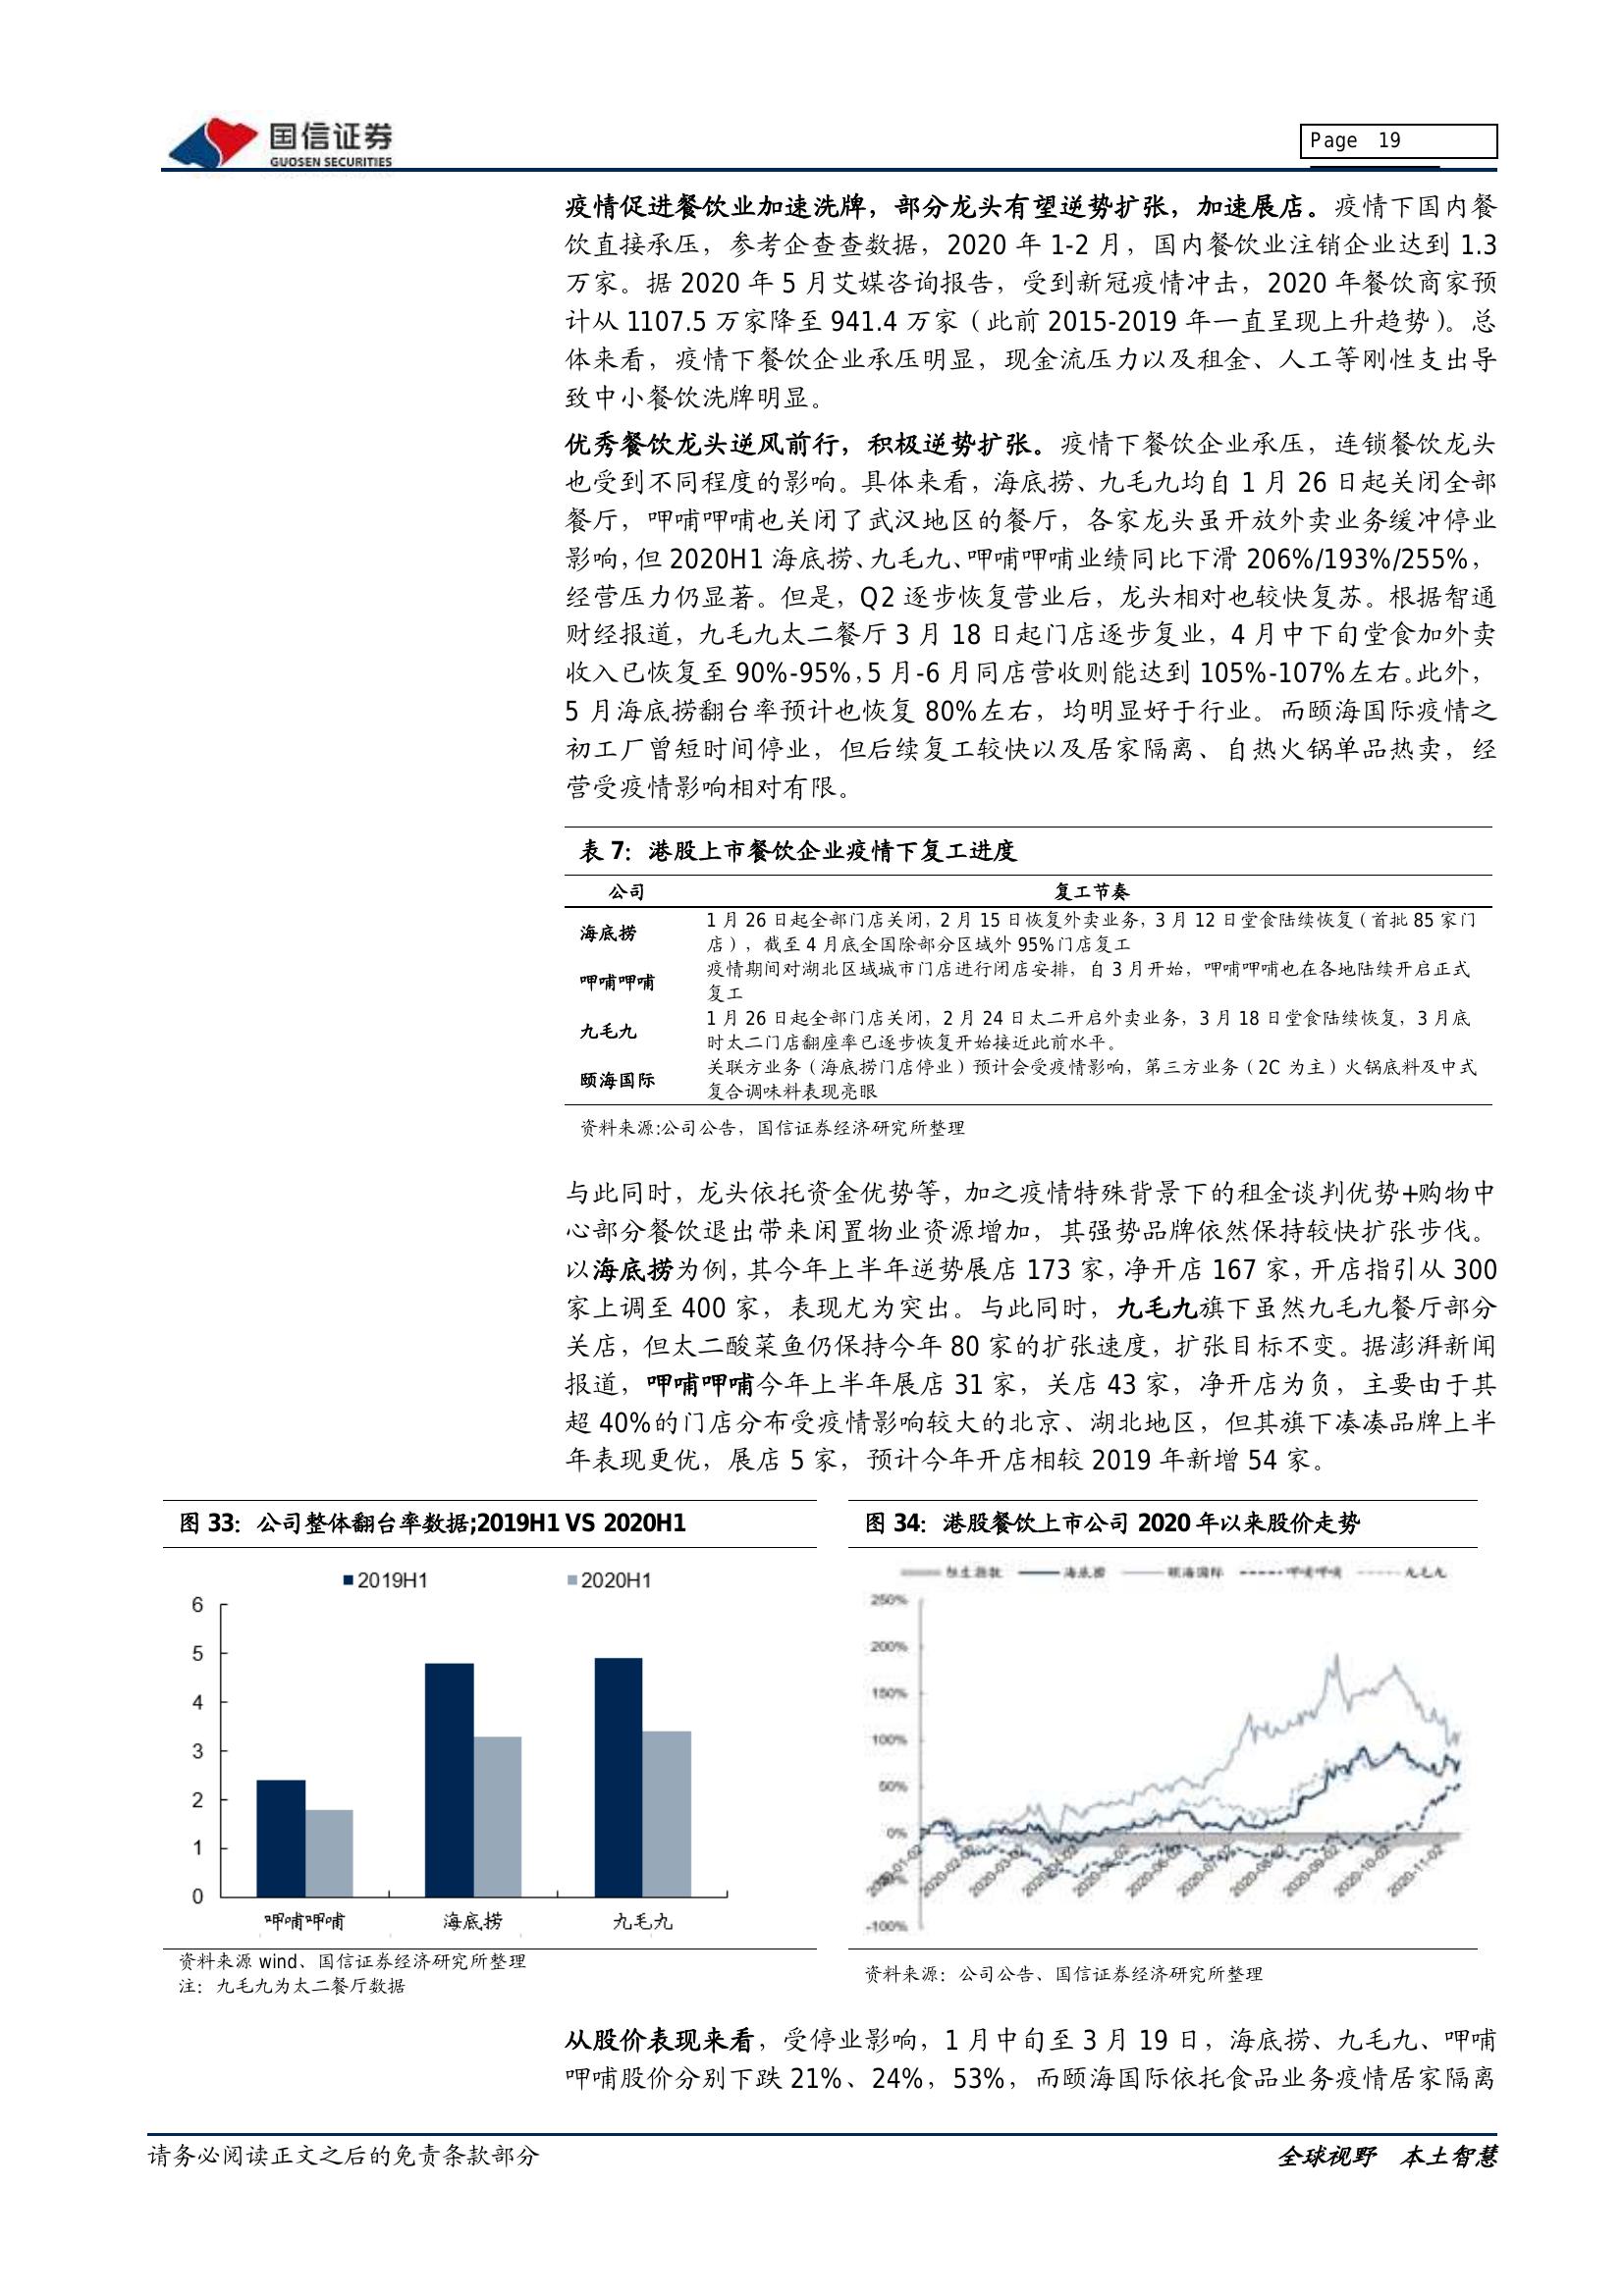 国信证券
GUOSEN SECURITIES
Page 19
疫情促进餐饮业加速洗牌，部分龙头有望逆势扩张，加速展店。疫情下国内餐
饮直接承压，参考企查查数据，2020 年 1-2 月，国内餐饮业注销企业达到 1.3
万家。据 2020 年 5 月艾媒咨询报告，受到新冠疫情冲击，2020 年餐饮商家预
计从 1107.5 万家降至 941.4 万家（此前 2015-2019 年一直呈现上升趋势）。总
体来看，疫情下餐饮企业承压明显，现金流压力以及租金、人工等刚性支出导
致中小餐饮洗牌明显。
优秀餐饮龙头逆风前行，积极逆势扩张。疫情下餐饮企业承压，连锁餐饮龙头
也受到不同程度的影响。具体来看，海底捞、九毛九均自 1 月 26 日起关闭全部
餐厅，呷哺呷哺也关闭了武汉地区的餐厅，各家龙头虽开放外卖业务缓冲停业
影响，但 2020H1 海底捞、九毛九、呷哺呷哺业绩同比下滑 206%/193%/255%，
经营压力仍显著。但是，Q2 逐步恢复营业后，龙头相对也较快复苏。根据智通
财经报道，九毛九太二餐厅 3 月 18 日起门店逐步复业，4 月中下旬堂食加外卖
收入已恢复至 90%-95%，5 月-6 月同店营收则能达到 105%-107%左右。此外，
5 月海底捞翻台率预计也恢复 80%左右，均明显好于行业。而颐海国际疫情之
初工厂曾短时间停业，但后续复工较快以及居家隔离、自热火锅单品热卖，经
营受疫情影响相对有限。
表 7：港股上市餐饮企业疫情下复工进度
公司 复工节奏
海底捞 1 月 26 日起全部门店关闭，2 月 15 日恢复外卖业务，3 月 12 日堂食陆续恢复（首批 85 家门
店），截至 4 月底全国除部分区域外 95%门店复工
呷哺呷哺 疫情期间对湖北区域城市门店进行闭店安排，自 3 月开始，呷哺呷哺也在各地陆续开启正式
复工
九毛九 1 月 26 日起全部门店关闭，2 月 24 日太二开启外卖业务，3 月 18 日堂食陆续恢复，3 月底
时太二门店翻座率已逐步恢复开始接近此前水平。
颐海国际 关联方业务（海底捞门店停业）预计会受疫情影响，第三方业务（2C 为主）火锅底料及中式
复合调味料表现亮眼
资料来源:公司公告，国信证券经济研究所整理
与此同时，龙头依托资金优势等，加之疫情特殊背景下的租金谈判优势+购物中
心部分餐饮退出带来闲置物业资源增加，其强势品牌依然保持较快扩张步伐。
以海底捞为例，其今年上半年逆势展店 173 家，净开店 167 家，开店指引从 300
家上调至 400 家，表现尤为突出。与此同时，九毛九旗下虽然九毛九餐厅部分
关店，但太二酸菜鱼仍保持今年 80 家的扩张速度，扩张目标不变。据澎湃新闻
报道，呷哺呷哺今年上半年展店 31 家，关店 43 家，净开店为负，主要由于其
超 40%的门店分布受疫情影响较大的北京、湖北地区，但其旗下凑凑品牌上半
年表现更优，展店 5 家，预计今年开店相较 2019 年新增 54 家。
图 33：公司整体翻台率数据;2019H1 VS 2020H1
2019H1 2020H1
6
5
4
3
2
1
0
呷哺呷哺 海底捞 九毛九
资料来源 wind、国信证券经济研究所整理
注：九毛九为太二餐厅数据
图 34：港股餐饮上市公司 2020 年以来股价走势
恒生指数 海底捞 颐海国际 呷哺呷哺 九毛九
250%
200%
150%
100%
50%
0%
-100%
2020-01-02 2020-02-02 2020-03-02 2020-08-02 2020-09-02 2020-10-02 2020-11-02
资料来源：公司公告、国信证券经济研究所整理
从股价表现来看，受停业影响，1 月中旬至 3 月 19 日，海底捞、九毛九、呷哺
呷哺股价分别下跌 21%、24%，53%，而颐海国际依托食品业务疫情居家隔离
请务必阅读正文之后的免责条款部分
全球视野 本土智慧